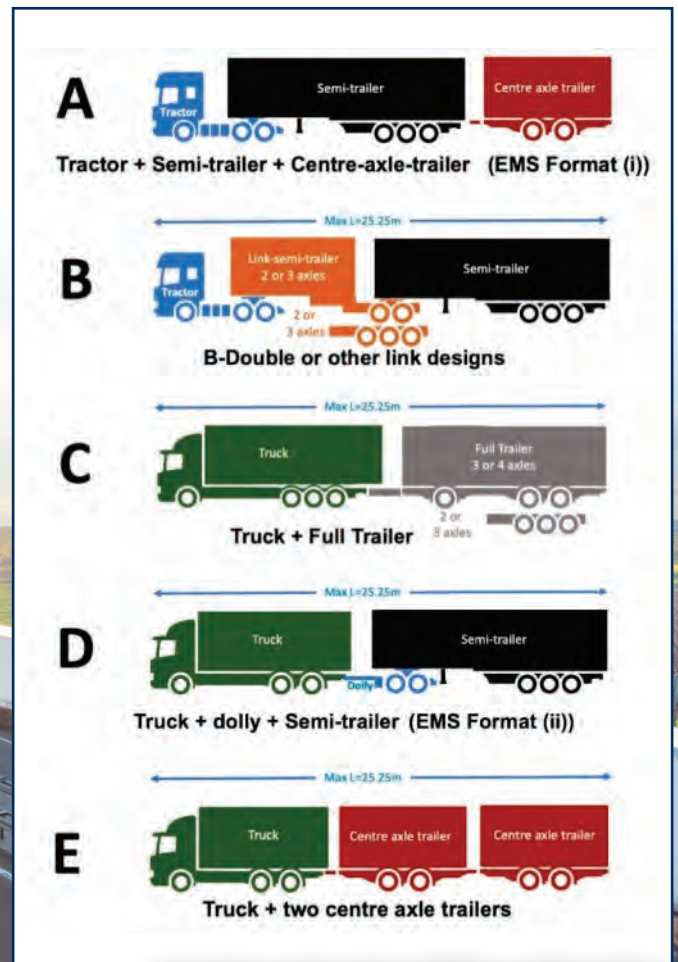 A
Tractor
Semi-trailer
Centre axle trailer
Tractor + Semi-trailer + Centre-axle-trailer (EMS Format (i))
Max L=25.25m
B
Tractor
Link-semi-trailer
2 or 3 axles
Semi-trailer
2 or
3 axles
B-Double or other link designs
Max L=25.25m
C
Truck
Full Trailer
3 or 4 axles
2 or
3 axles
Truck + Full Trailer
Max L=25.25m
D
Truck
Semi-trailer
Dolly
Truck + dolly + Semi-trailer (EMS Format (ii))
Max L=25.25m
E
Truck
Centre axle trailer
Centre axle trailer
Truck + two centre axle trailers